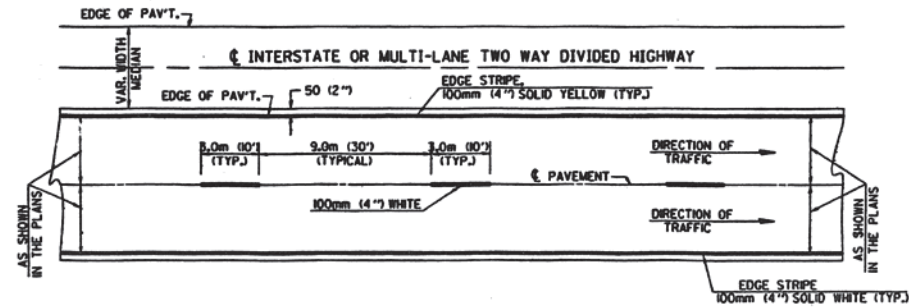 EDGE OF PAV'T.
VAR. WIDTH
MEDIAN
℄ INTERSTATE OR MULTI-LANE TWO WAY DIVIDED HIGHWAY
EDGE OF PAV'T.
50 (2")
EDGE STRIPE,
100mm (4") SOLID YELLOW (TYP.)
3.0m (10')
(TYP.)
9.0m (30')
(TYPICAL)
3.0m (10')
(TYP.)
DIRECTION OF
TRAFFIC
℄ PAVEMENT
100mm (4") WHITE
DIRECTION OF
TRAFFIC
AS SHOWN
IN THE PLANS
AS SHOWN
IN THE PLANS
EDGE STRIPE
100mm (4") SOLID WHITE (TYP.)